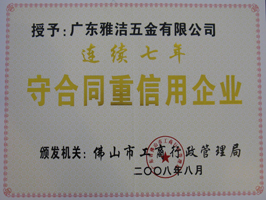 授予：广东雅洁五金有限公司
连续七年
守合同重信用企业
颁发机关：佛山市工商行政管理局
二〇〇八年八月